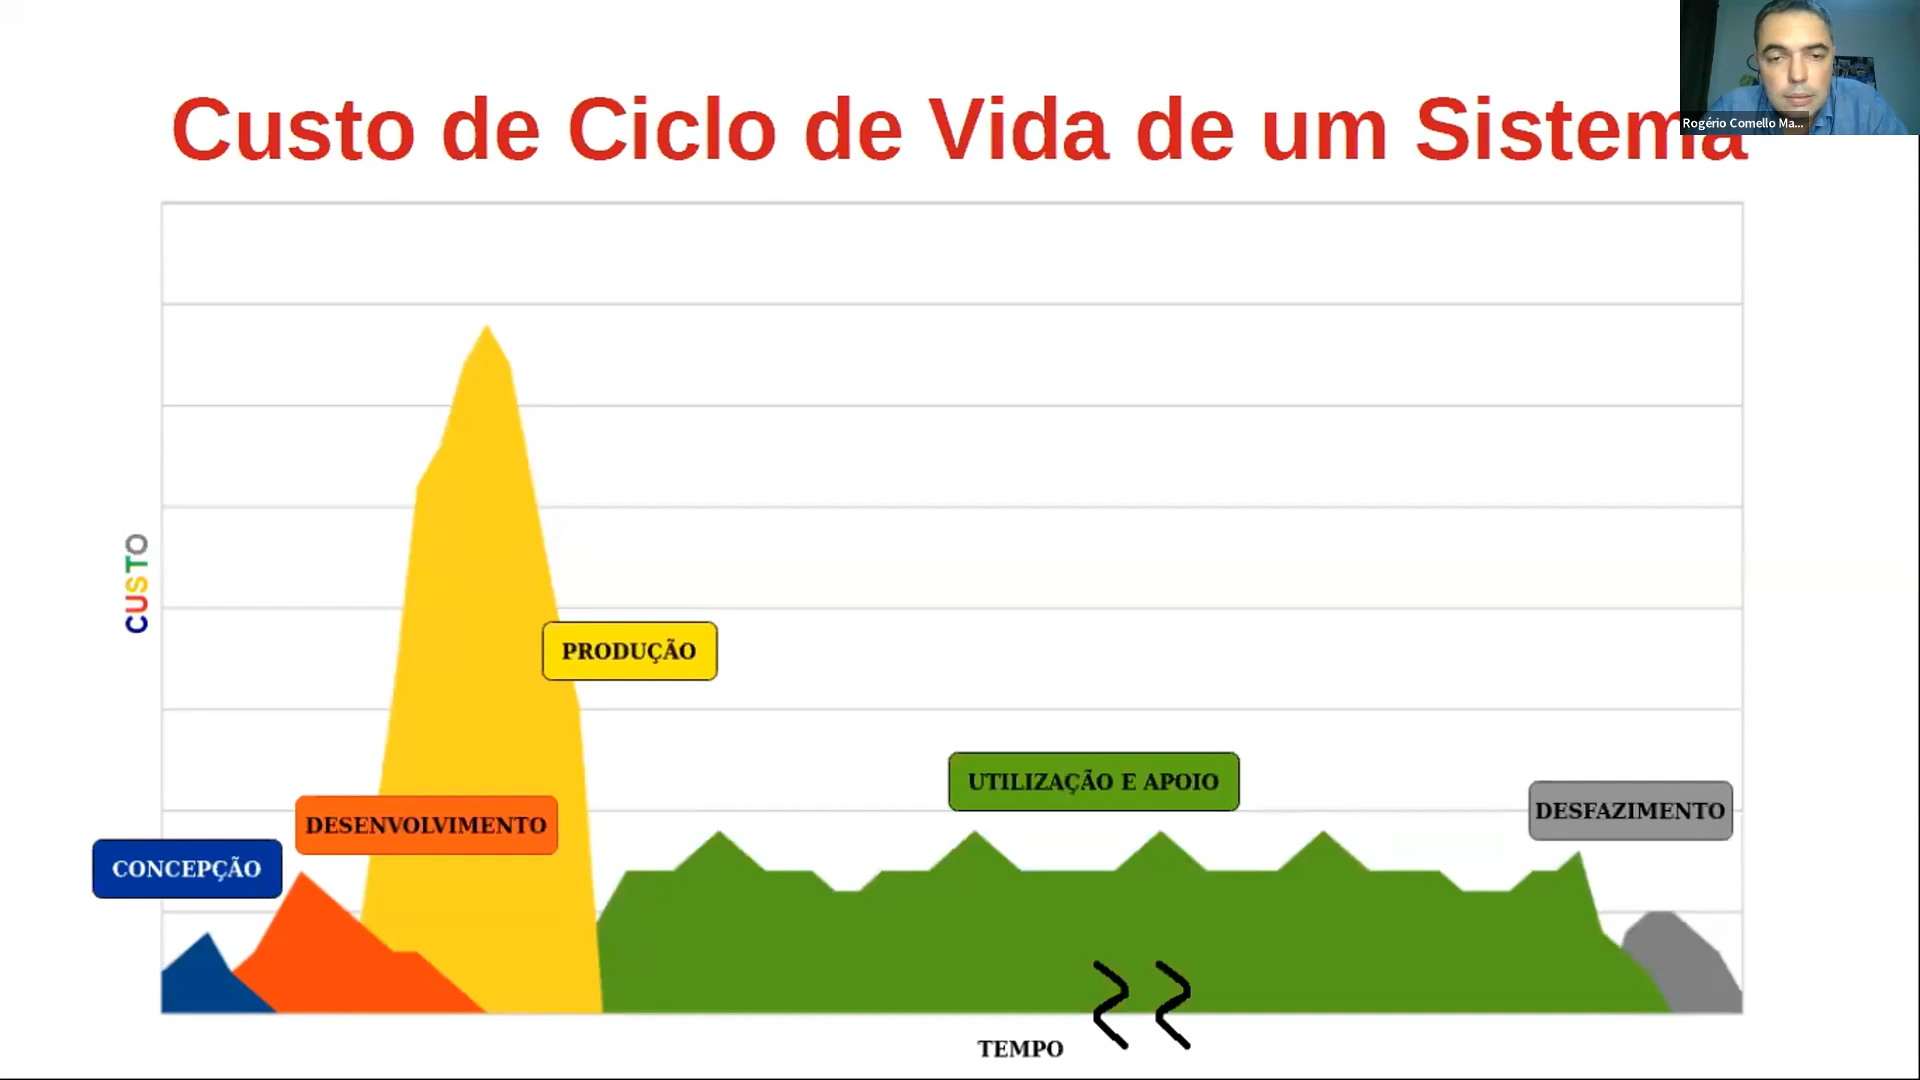 Custo de Ciclo de Vida de um Sistema
Rogério Comello Ma...
CUSTO
PRODUÇÃO
UTILIZAÇÃO E APOIO
DESFAZIMENTO
DESENVOLVIMENTO
CONCEPÇÃO
TEMPO